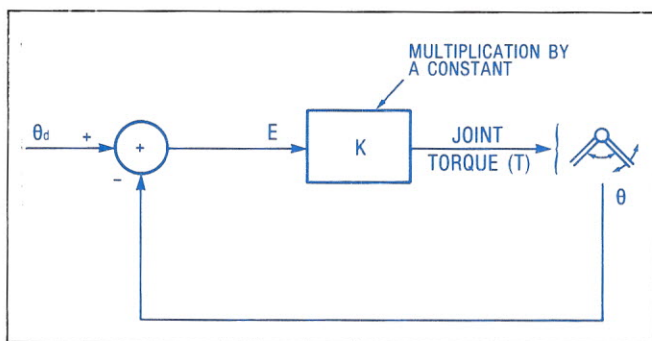 MULTIPLICATION BY
A CONSTANT
θd
+
+
−
E
K
JOINT
TORQUE (T)
θ